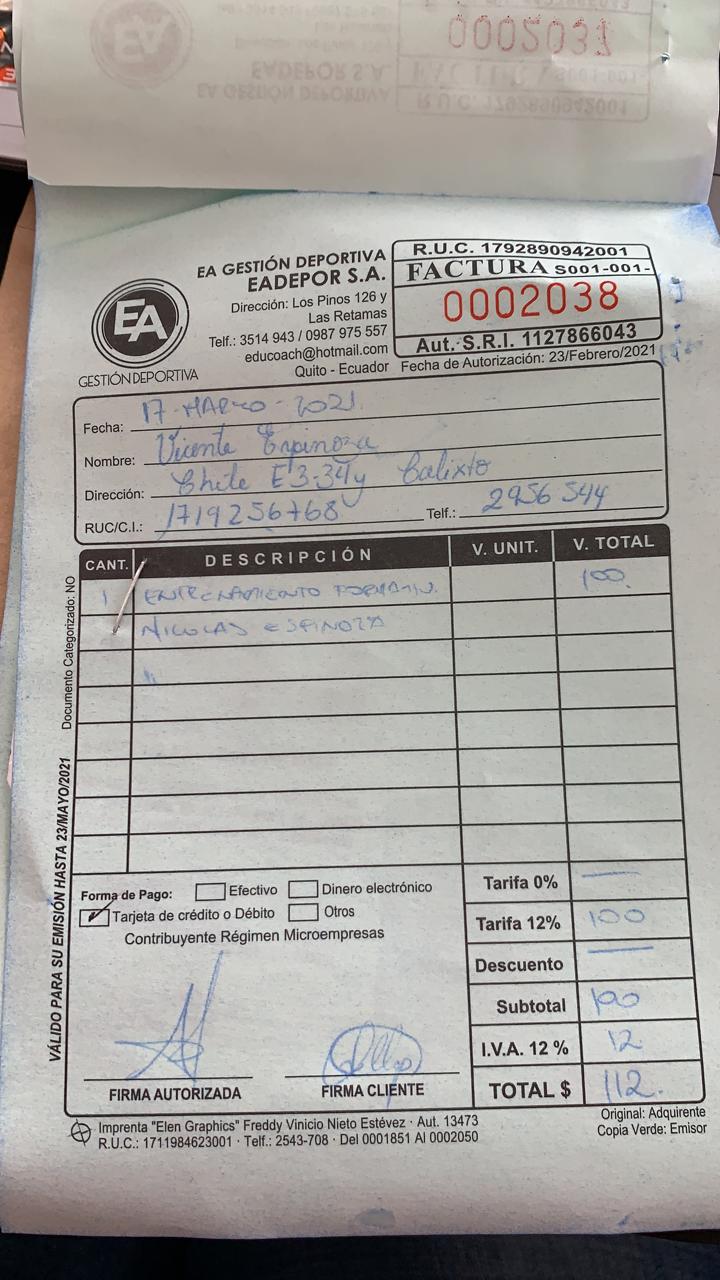 0002037
EADEPOR S.A.
EA GESTIÓN DEPORTIVA
R.U.C. 1792890942001
EA
GESTIÓN DEPORTIVA
EA GESTIÓN DEPORTIVA
EADEPOR S.A.
Dirección: Los Pinos 126 y
Las Retamas
Telf.: 3514 943 / 0987 975 557
educoach@hotmail.com
Quito - Ecuador
R.U.C. 1792890942001
FACTURA S001-001-
0002038
Aut. S.R.I. 1127866043
Fecha de Autorización: 23/Febrero/2021
Fecha: 17-MARZO-2021
Nombre: Vicente Espinoza
Dirección: Chile E3-34 y Calixto
RUC/C.I.: 1719256768 Telf.: 2956 544
CANT. DESCRIPCIÓN V. UNIT. V. TOTAL
1 ENTRENAMIENTO FORMATIV. 100.
NICOLAS ESPINOZA
Documento Categorizado: NO
VÁLIDO PARA SU EMISIÓN HASTA 23/MAYO/2021
Forma de Pago: Efectivo Dinero electrónico
Tarjeta de crédito o Débito Otros
Contribuyente Régimen Microempresas
Tarifa 0% —
Tarifa 12% 100
Descuento —
Subtotal 100
I.V.A. 12 % 12
TOTAL $ 112.
FIRMA AUTORIZADA FIRMA CLIENTE
Imprenta "Elen Graphics" Freddy Vinicio Nieto Estévez · Aut. 13473
R.U.C.: 1711984623001 · Telf.: 2543-708 · Del 0001851 Al 0002050
Original: Adquirente
Copia Verde: Emisor